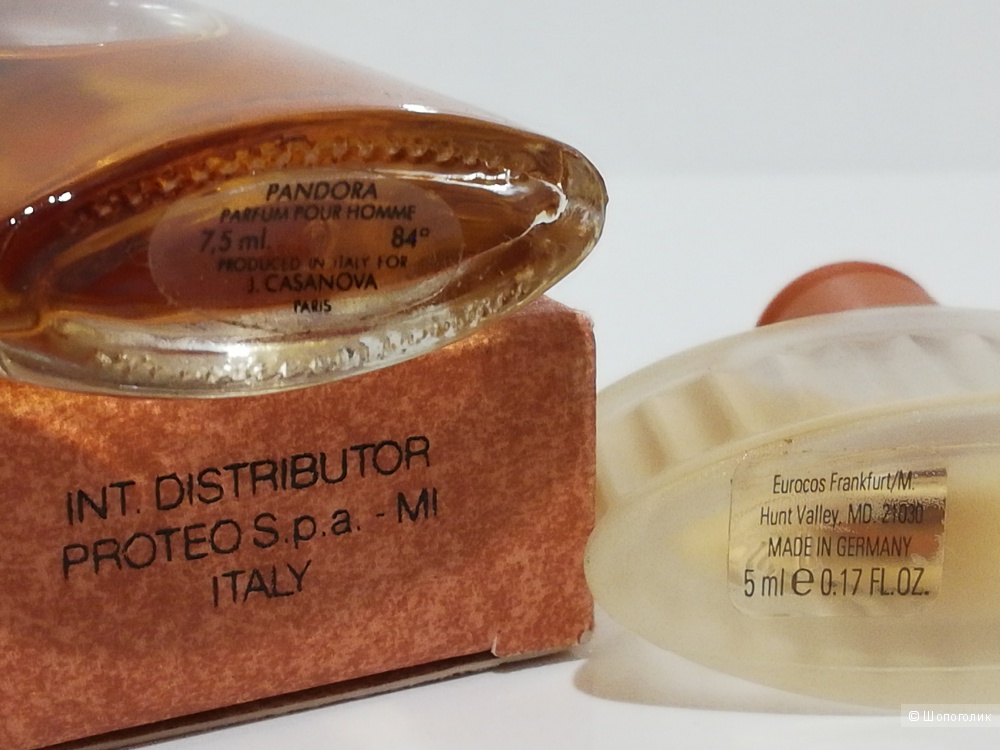 PANDORA
PARFUM POUR HOMME
7,5 ml. 84°
PRODUCED IN ITALY FOR
J. CASANOVA
PARIS
INT. DISTRIBUTOR
PROTEO S.p.a. - MI
ITALY
Eurocos Frankfurt/M.
Hunt Valley, MD. 21030
MADE IN GERMANY
5 ml ℮ 0.17 FL.OZ.
© Шопоголик